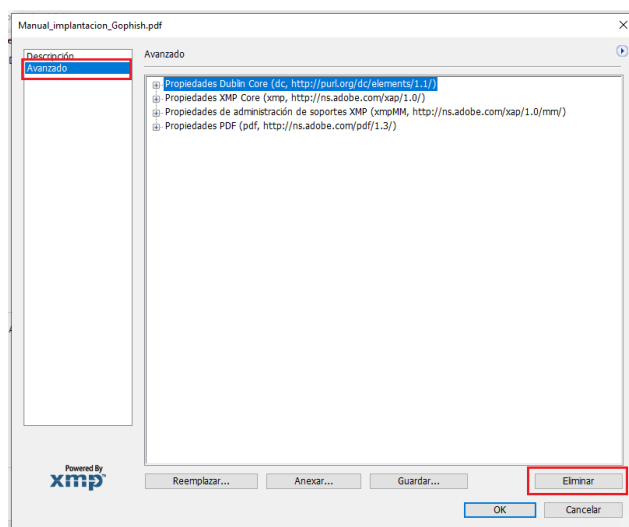 Manual_implantacion_Gophish.pdf
Descripción
Avanzado
Avanzado
Propiedades Dublin Core (dc, http://purl.org/dc/elements/1.1/)
Propiedades XMP Core (xmp, http://ns.adobe.com/xap/1.0/)
Propiedades de administración de soportes XMP (xmpMM, http://ns.adobe.com/xap/1.0/mm/)
Propiedades PDF (pdf, http://ns.adobe.com/pdf/1.3/)
Powered By
xmp
Reemplazar... Anexar... Guardar... Eliminar
OK Cancelar